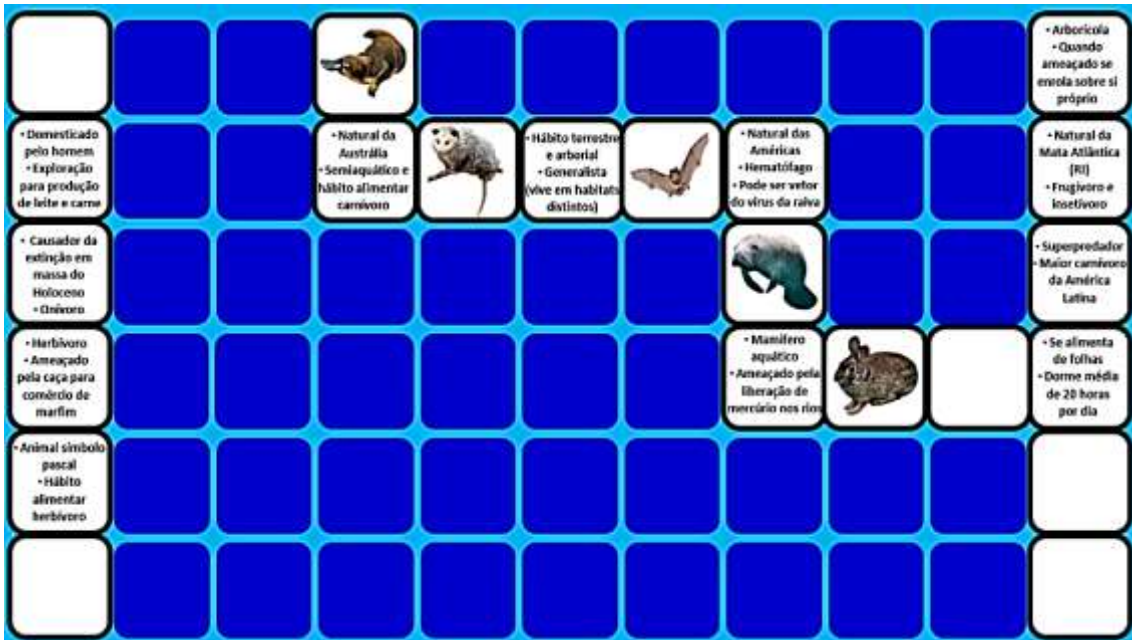 • Arborícola
• Quando
ameaçado se
enrola sobre si
próprio
• Domesticado
pelo homem
• Exploração
para produção
de leite e carne
• Natural da
Austrália
• Semiaquático e
hábito alimentar
carnívoro
• Hábito terrestre
e arborial
• Generalista
(vive em habitats
distintos)
• Natural das
Américas
• Hematófago
• Pode ser vetor
do vírus da raiva
• Natural da
Mata Atlântica
(RJ)
• Frugívoro e
insetívoro
• Causador da
extinção em
massa do
Holoceno
• Onívoro
• Superpredador
• Maior carnívoro
da América
Latina
• Herbívoro
• Ameaçado
pela caça para
comércio de
marfim
• Mamífero
aquático
• Ameaçado pela
liberação de
mercúrio nos rios
• Se alimenta
de folhas
• Dorme média
de 20 horas
por dia
• Animal símbolo
pascal
• Hábito
alimentar
herbívoro